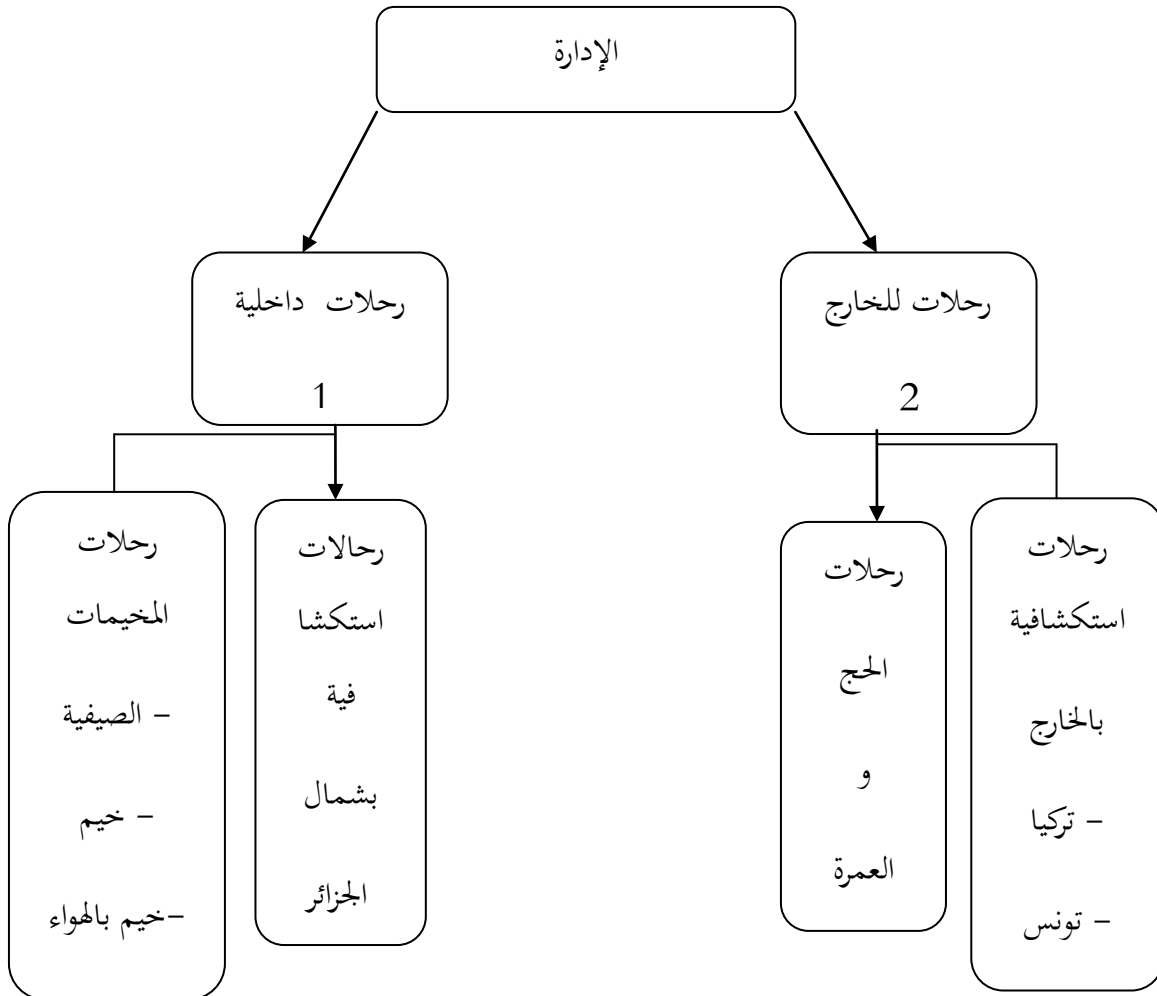 الإدارة
رحلات للخارج
2
رحلات داخلية
1
رحلات
استكشافية
بالخارج
– تركيا
– تونس
رحلات
الحج
و
العمرة
رحالات
استكشا
فية
بشمال
الجزائر
رحلات
المخيمات
– الصيفية
– خيم
–خيم بالهواء